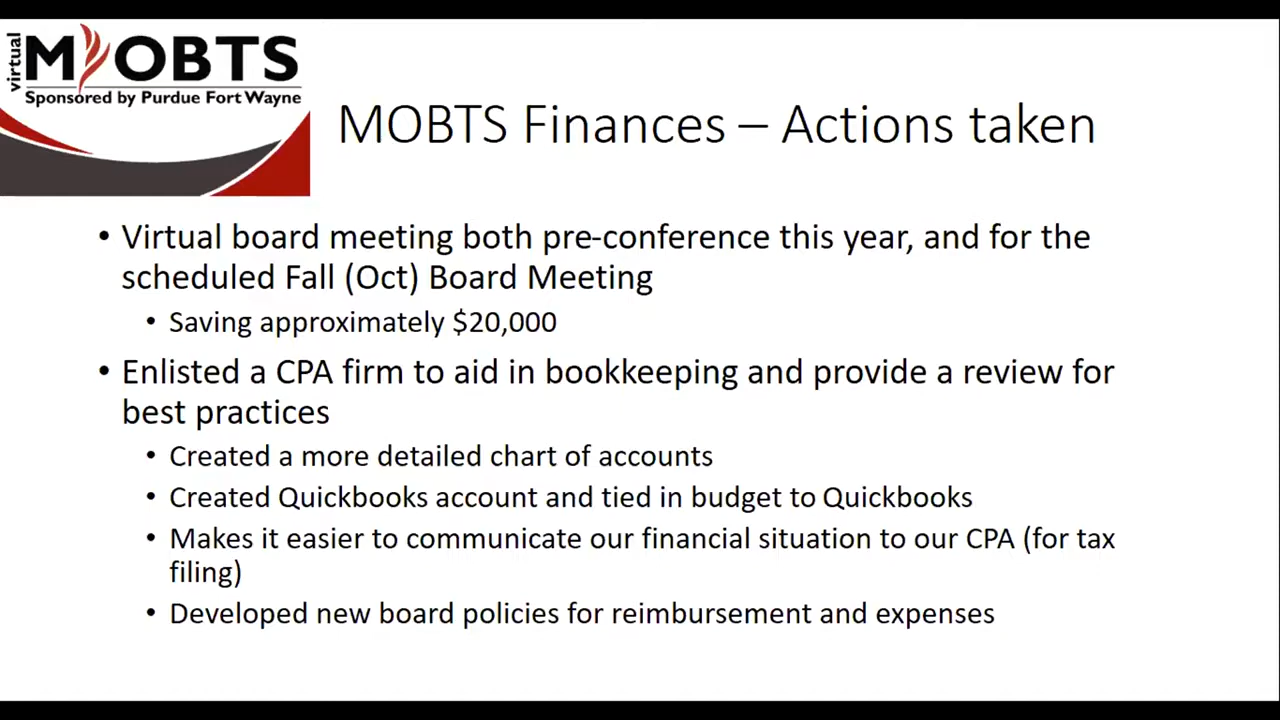 virtual
MOBTS
Sponsored by Purdue Fort Wayne
MOBTS Finances – Actions taken
• Virtual board meeting both pre-conference this year, and for the
scheduled Fall (Oct) Board Meeting
• Saving approximately $20,000
• Enlisted a CPA firm to aid in bookkeeping and provide a review for
best practices
• Created a more detailed chart of accounts
• Created Quickbooks account and tied in budget to Quickbooks
• Makes it easier to communicate our financial situation to our CPA (for tax
filing)
• Developed new board policies for reimbursement and expenses